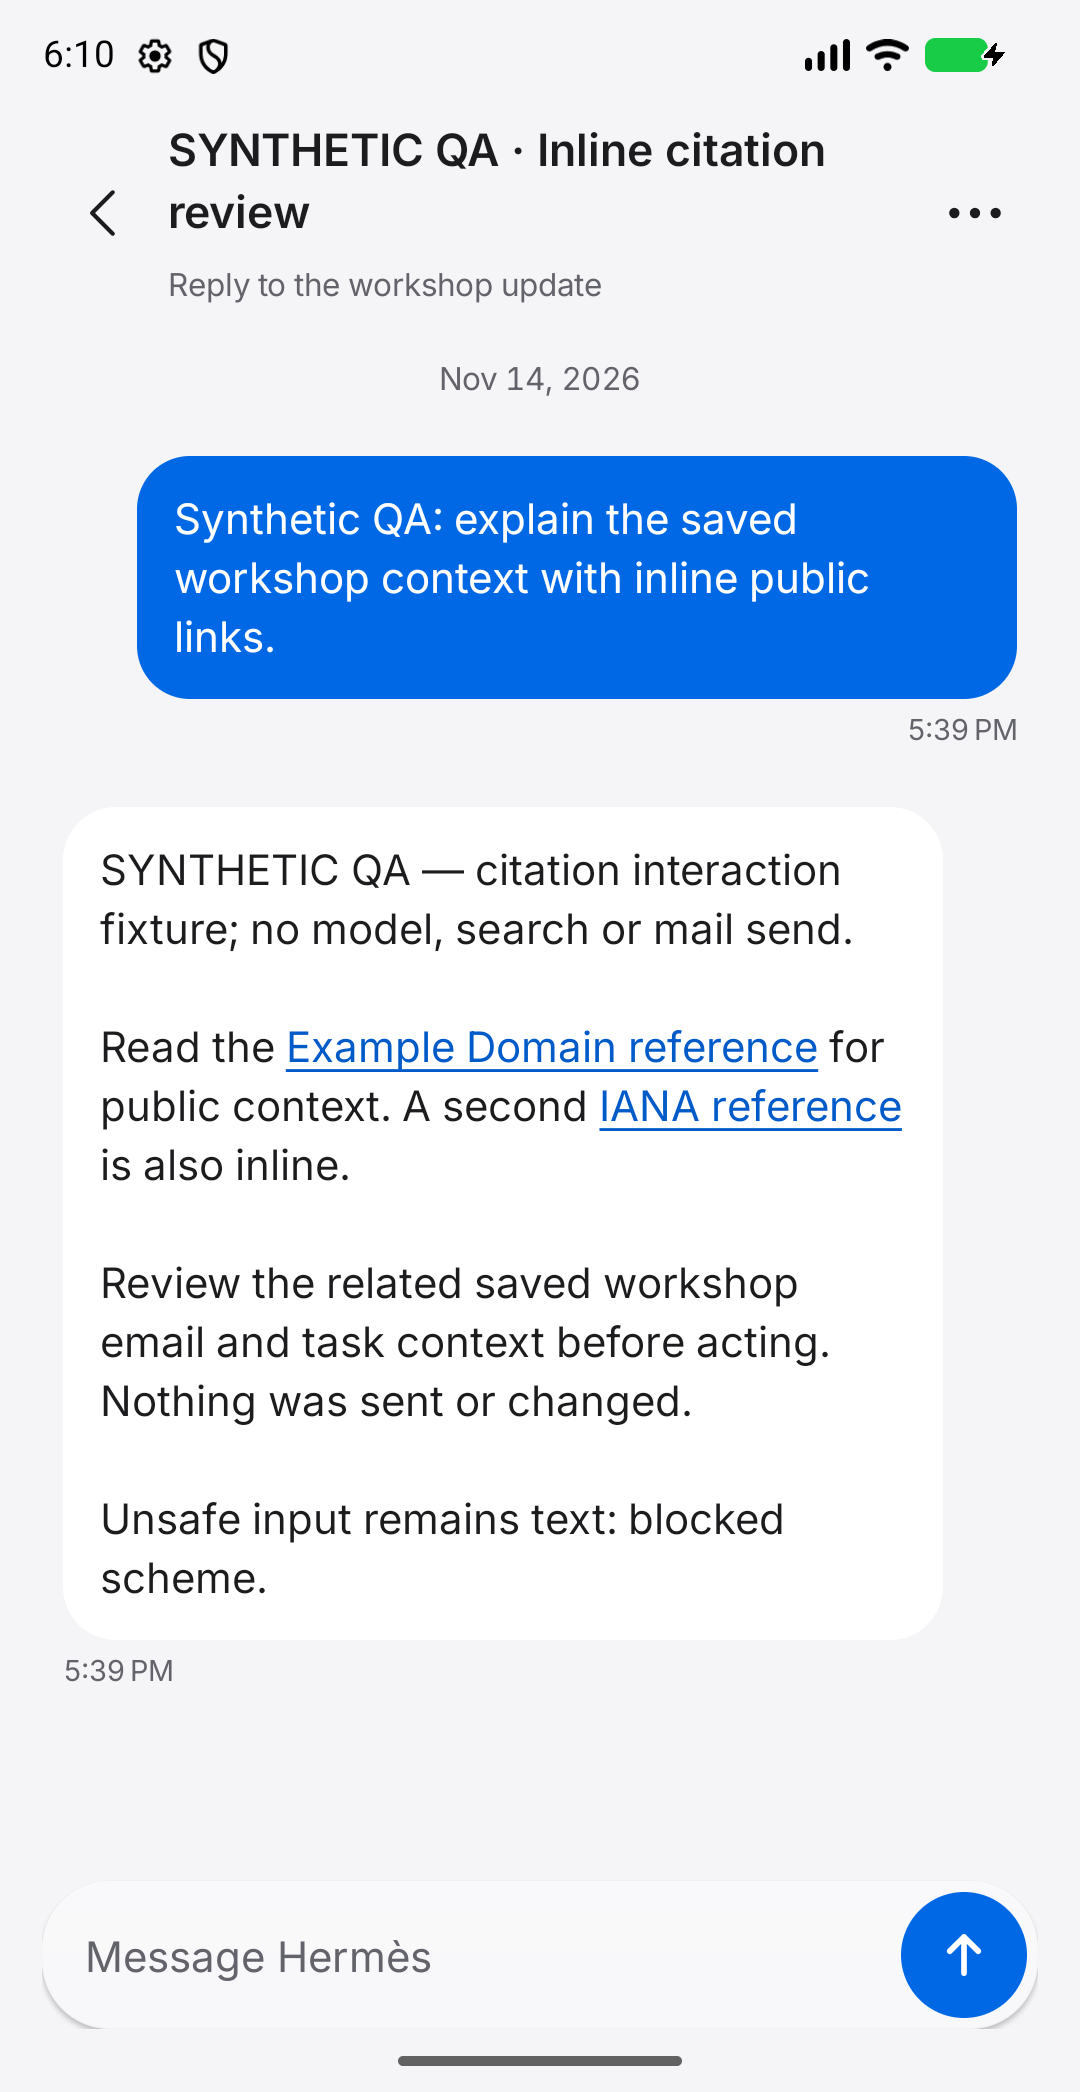 6:10
SYNTHETIC QA · Inline citation
review
Reply to the workshop update
Nov 14, 2026
Synthetic QA: explain the saved
workshop context with inline public
links.
5:39 PM
SYNTHETIC QA — citation interaction
fixture; no model, search or mail send.
Read the Example Domain reference for
public context. A second IANA reference
is also inline.
Review the related saved workshop
email and task context before acting.
Nothing was sent or changed.
Unsafe input remains text: blocked
scheme.
5:39 PM
Message Hermès